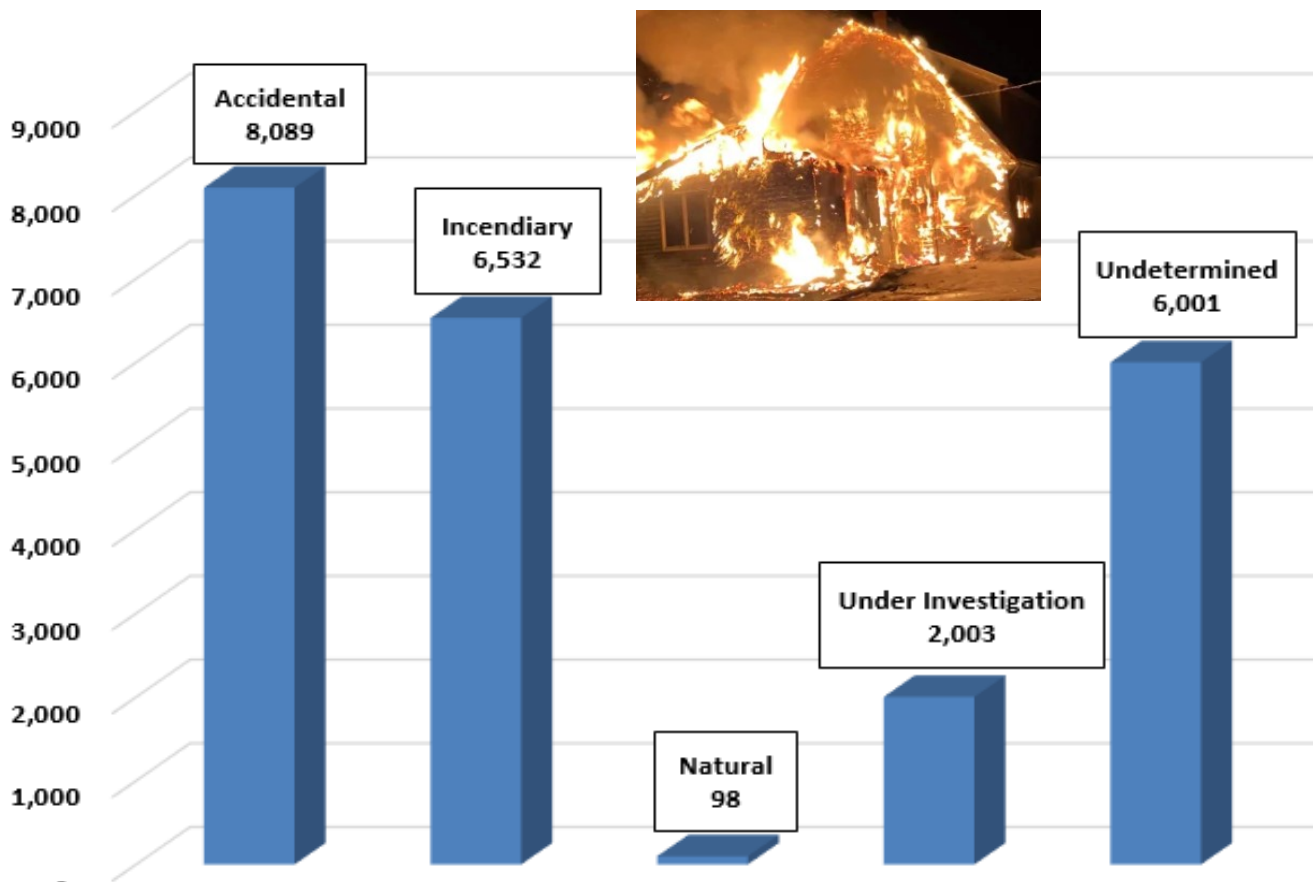 Accidental
8,089
Incendiary
6,532
Undetermined
6,001
Under Investigation
2,003
Natural
98
9,000
8,000
7,000
6,000
5,000
4,000
3,000
2,000
1,000